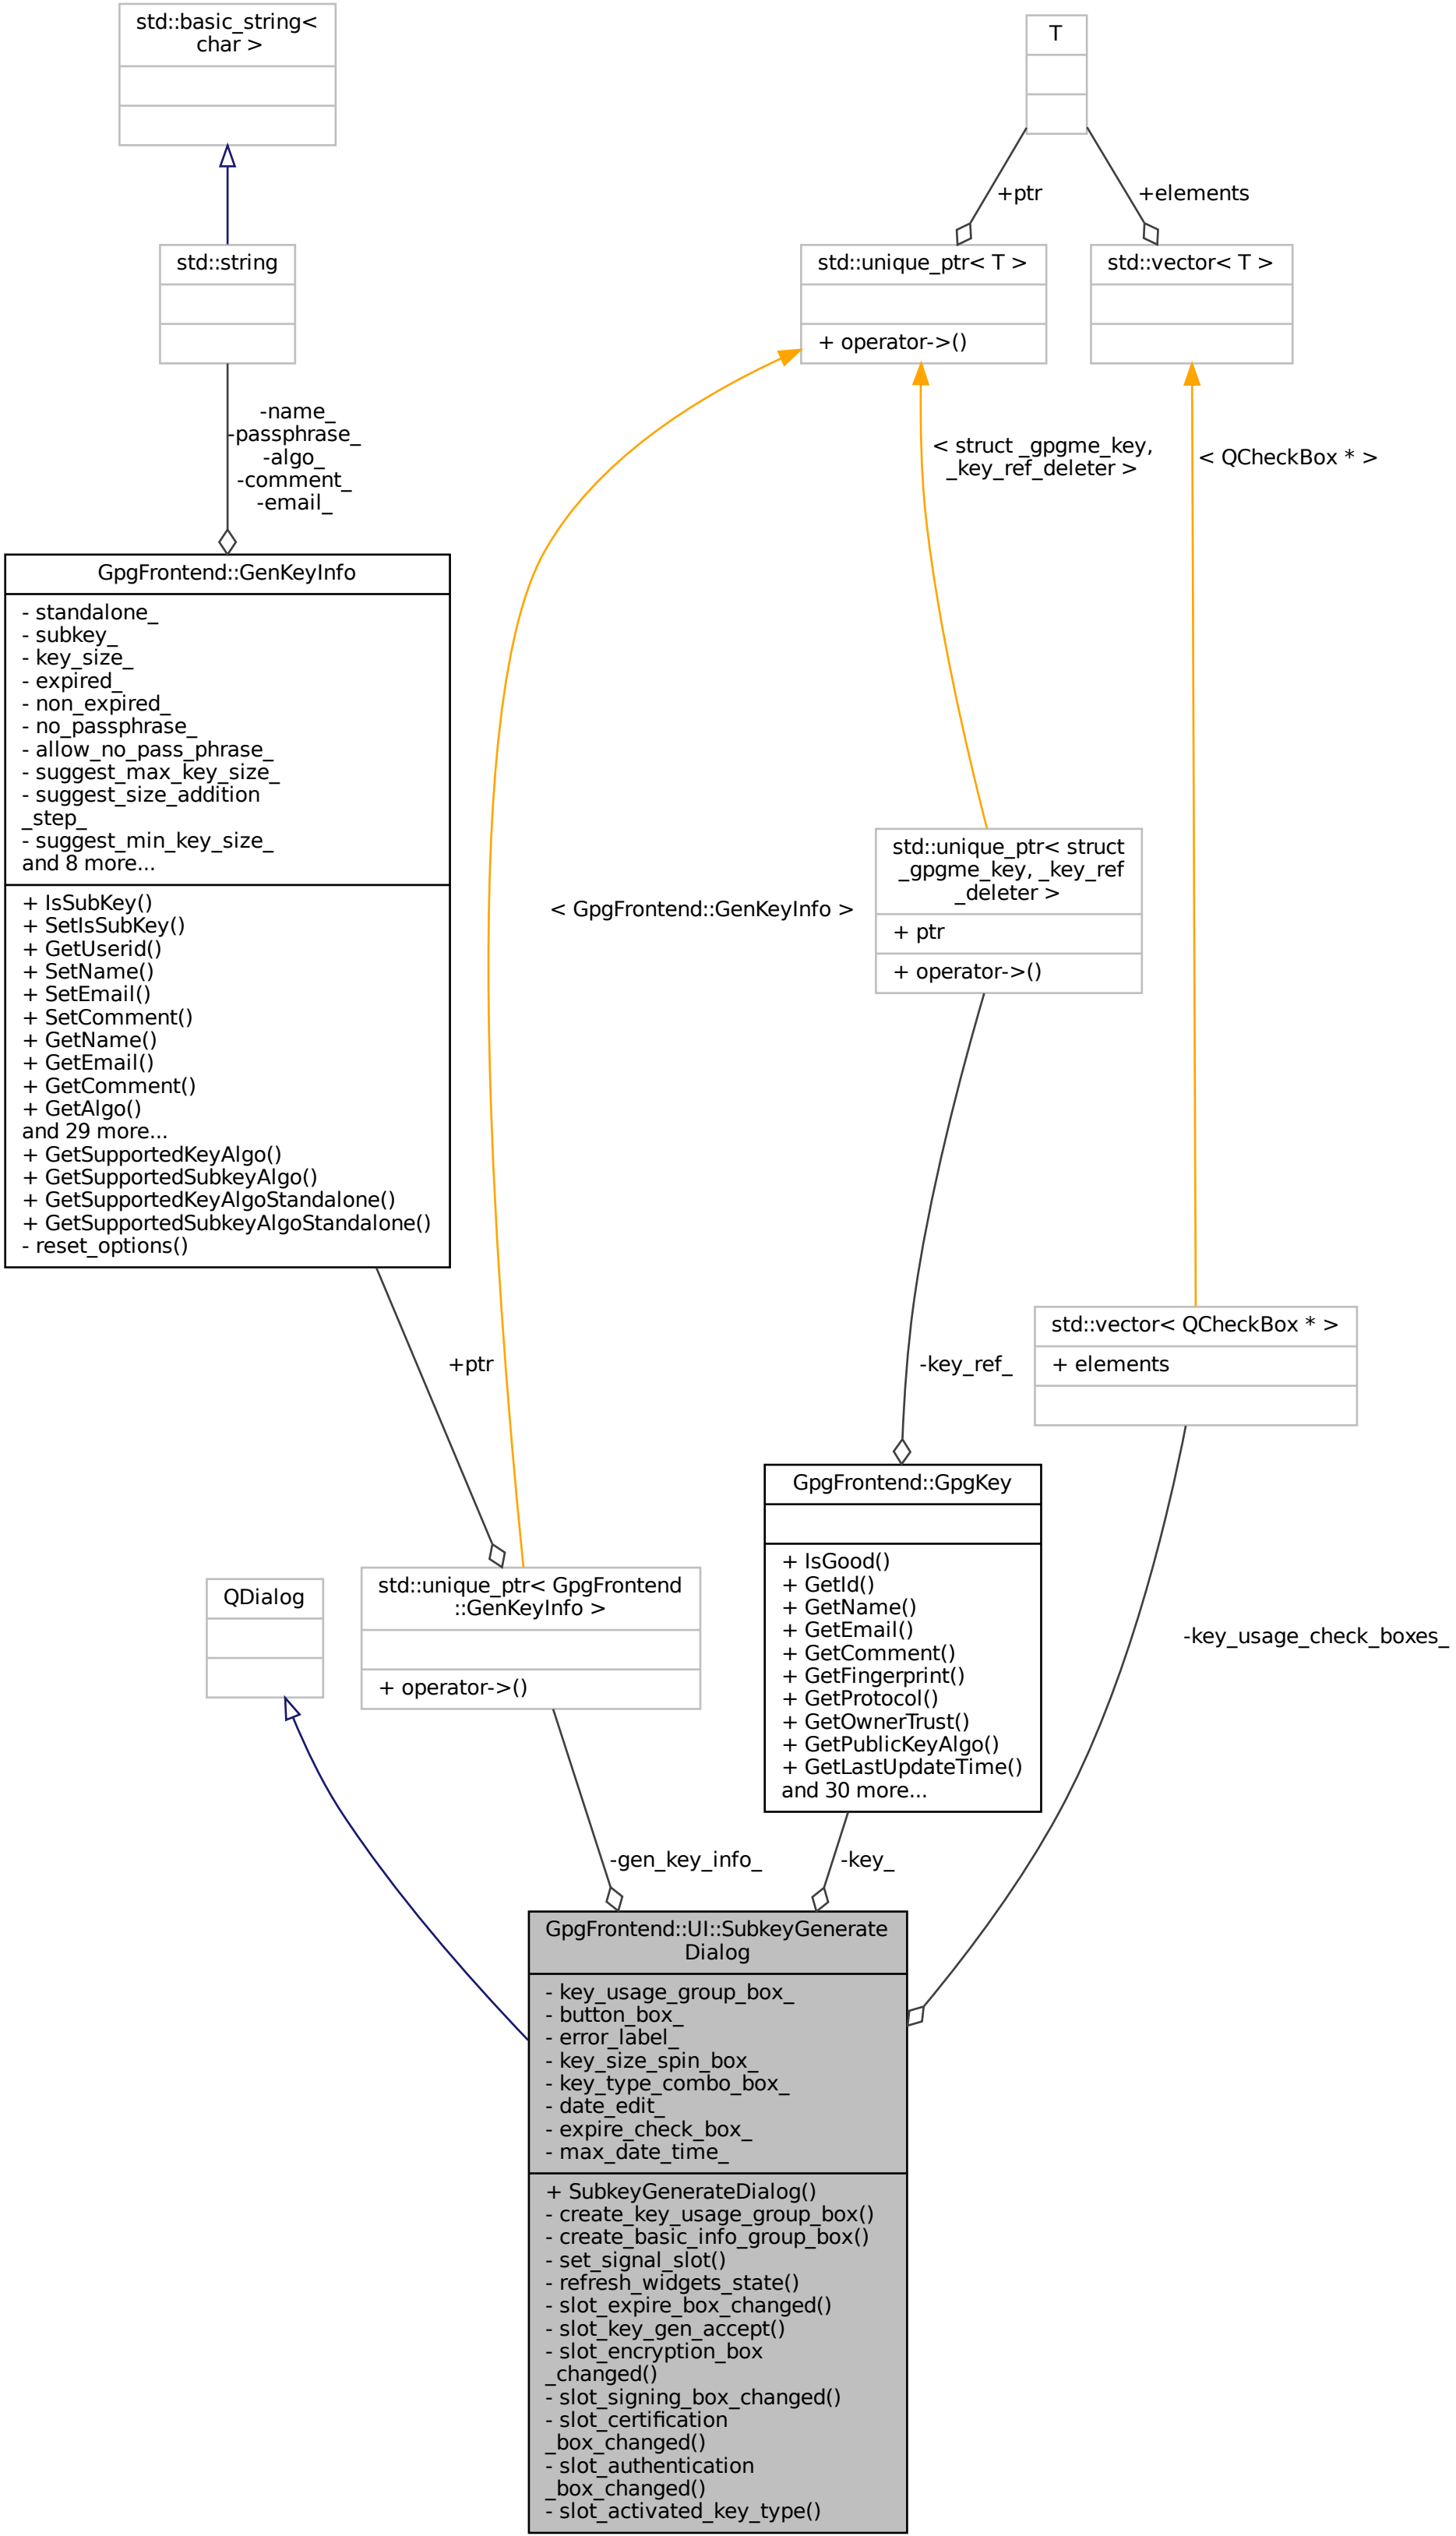 std::basic_string<
char >
T
+ptr
+elements
std::string
std::unique_ptr< T >
+ operator->()
std::vector< T >
-name_
-passphrase_
-algo_
-comment_
-email_
< struct _gpgme_key,
_key_ref_deleter >
< QCheckBox * >
GpgFrontend::GenKeyInfo
- standalone_
- subkey_
- key_size_
- expired_
- non_expired_
- no_passphrase_
- allow_no_pass_phrase_
- suggest_max_key_size_
- suggest_size_addition
_step_
- suggest_min_key_size_
and 8 more...
+ IsSubKey()
+ SetIsSubKey()
+ GetUserid()
+ SetName()
+ SetEmail()
+ SetComment()
+ GetName()
+ GetEmail()
+ GetComment()
+ GetAlgo()
and 29 more...
+ GetSupportedKeyAlgo()
+ GetSupportedSubkeyAlgo()
+ GetSupportedKeyAlgoStandalone()
+ GetSupportedSubkeyAlgoStandalone()
- reset_options()
< GpgFrontend::GenKeyInfo >
std::unique_ptr< struct
_gpgme_key, _key_ref
_deleter >
+ ptr
+ operator->()
+ptr
-key_ref_
std::vector< QCheckBox * >
+ elements
GpgFrontend::GpgKey
+ IsGood()
+ GetId()
+ GetName()
+ GetEmail()
+ GetComment()
+ GetFingerprint()
+ GetProtocol()
+ GetOwnerTrust()
+ GetPublicKeyAlgo()
+ GetLastUpdateTime()
and 30 more...
QDialog
std::unique_ptr< GpgFrontend
::GenKeyInfo >
+ operator->()
-key_usage_check_boxes_
-gen_key_info_
-key_
GpgFrontend::UI::SubkeyGenerate
Dialog
- key_usage_group_box_
- button_box_
- error_label_
- key_size_spin_box_
- key_type_combo_box_
- date_edit_
- expire_check_box_
- max_date_time_
+ SubkeyGenerateDialog()
- create_key_usage_group_box()
- create_basic_info_group_box()
- set_signal_slot()
- refresh_widgets_state()
- slot_expire_box_changed()
- slot_key_gen_accept()
- slot_encryption_box
_changed()
- slot_signing_box_changed()
- slot_certification
_box_changed()
- slot_authentication
_box_changed()
- slot_activated_key_type()